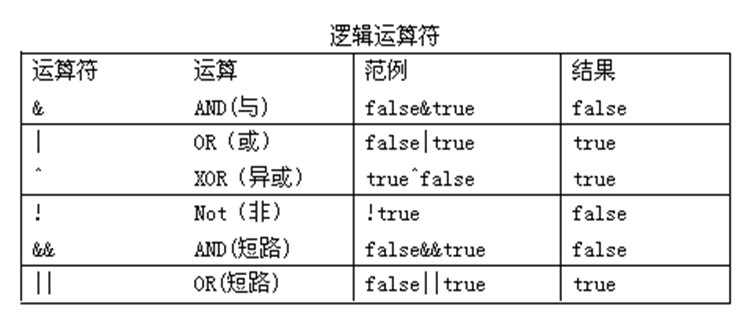 逻辑运算符
运算符 运算 范例 结果
& AND(与) false&true false
| OR（或） false|true true
^ XOR（异或） true^false true
! Not（非） !true false
&& AND(短路) false&&true false
|| OR(短路) false||true true